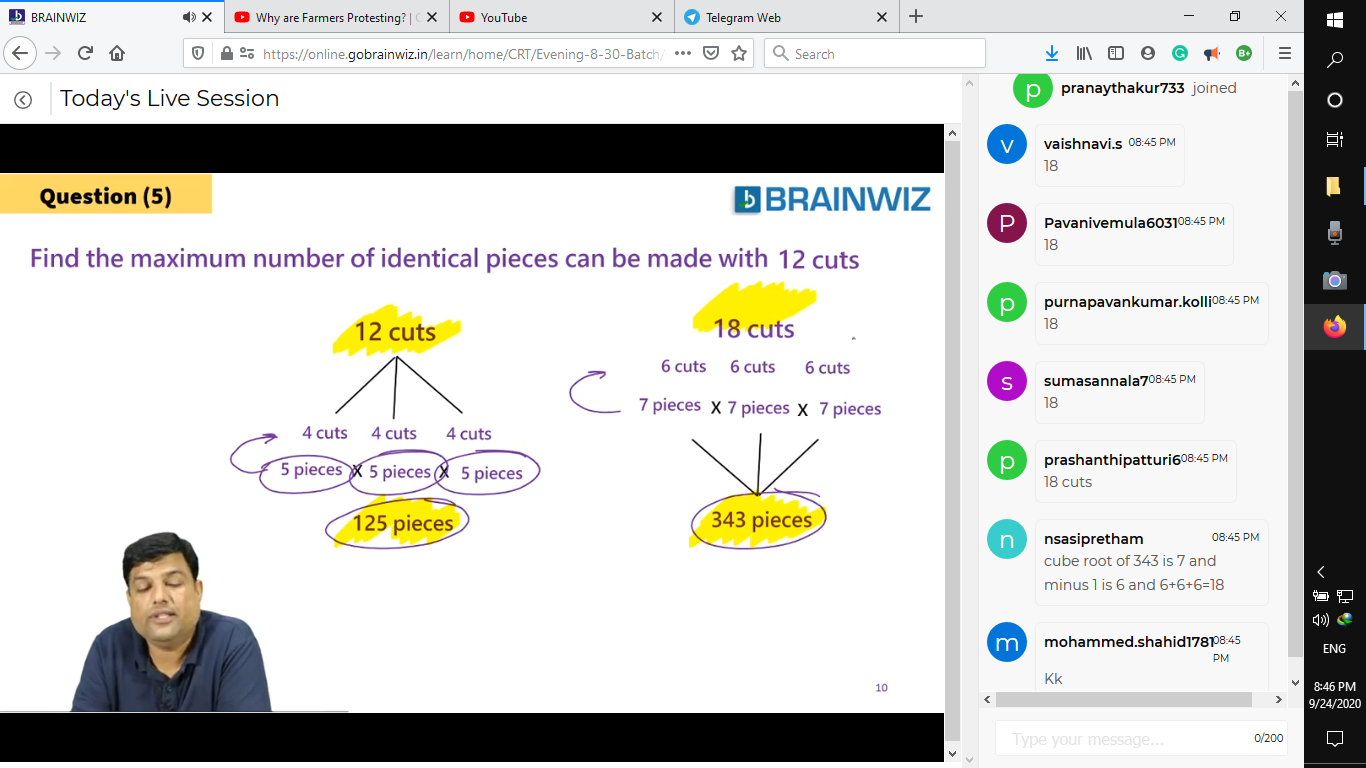 BRAINWIZ
Why are Farmers Protesting? |
YouTube
Telegram Web
https://online.gobrainwiz.in/learn/home/CRT/Evening-8-30-Batch/
Search
Today's Live Session
Question (5)
BRAINWIZ
Find the maximum number of identical pieces can be made with 12 cuts
12 cuts
4 cuts 4 cuts 4 cuts
5 pieces X 5 pieces X 5 pieces
125 pieces
18 cuts
6 cuts 6 cuts 6 cuts
7 pieces X 7 pieces X 7 pieces
343 pieces
10
p
pranaythakur733 joined
v
vaishnavi.s 08:45 PM
18
P
Pavanivemula6031 08:45 PM
18
p
purnapavankumar.kolli 08:45 PM
18
s
sumasannala7 08:45 PM
18
p
prashanthipatturi6 08:45 PM
18 cuts
n
nsasipretham 08:45 PM
cube root of 343 is 7 and
minus 1 is 6 and 6+6+6=18
m
mohammed.shahid1781 08:45
PM
Kk
Type your message...
0/200
ENG
8:46 PM
9/24/2020